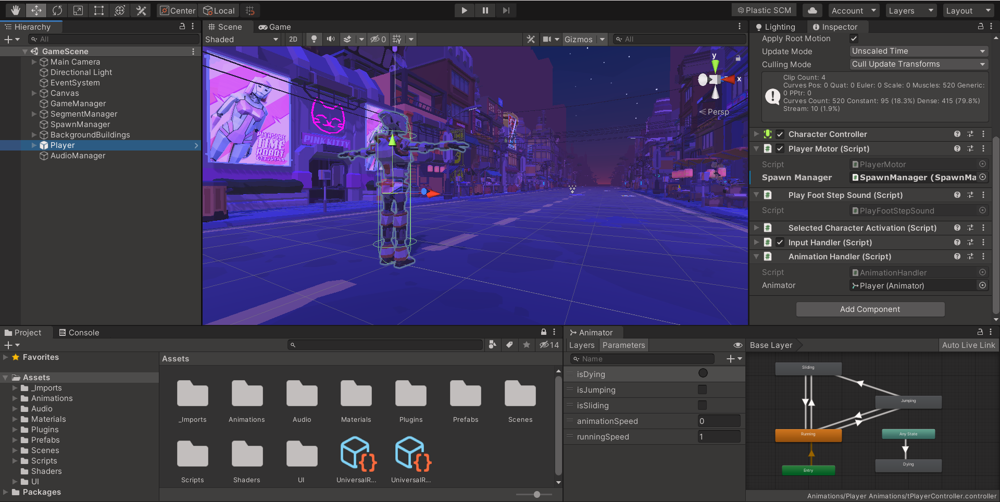 Center
Local
Plastic SCM
Account
Layers
Layout
Hierarchy
All
GameScene
Main Camera
Directional Light
EventSystem
Canvas
GameManager
SegmentManager
SpawnManager
BackgroundBuildings
Player
AudioManager
Scene
Game
Shaded
2D
0
Gizmos
All
y
x
Persp
PLEASURE
TIME
ROBOT
PINKKITTY
Lighting
Inspector
Apply Root Motion
Update Mode
Unscaled Time
Culling Mode
Cull Update Transforms
Clip Count: 4
Curves Pos: 0 Quat: 0 Euler: 0 Scale: 0 Muscles: 520 Generic:
0 PPtr: 0
Curves Count: 520 Constant: 95 (18.3%) Dense: 415 (79.8%)
Stream: 10 (1.9%)
Character Controller
Player Motor (Script)
Script
PlayerMotor
Spawn Manager
SpawnManager (SpawnMa
Play Foot Step Sound (Script)
Script
PlayFootStepSound
Selected Character Activation (Script)
Input Handler (Script)
Animation Handler (Script)
Script
AnimationHandler
Animator
Player (Animator)
Add Component
Project
Console
14
Favorites
Assets
_Imports
Animations
Audio
Materials
Plugins
Prefabs
Scenes
Scripts
Shaders
UI
Packages
Assets
_Imports
Animations
Audio
Materials
Plugins
Prefabs
Scenes
Scripts
Shaders
UI
UniversalR...
UniversalR...
Animator
Layers
Parameters
Base Layer
Auto Live Link
Name
isDying
isJumping
isSliding
animationSpeed
0
runningSpeed
1
Sliding
Jumping
Running
Any State
Dying
Entry
Animations/Player Animations/tPlayerController.controller